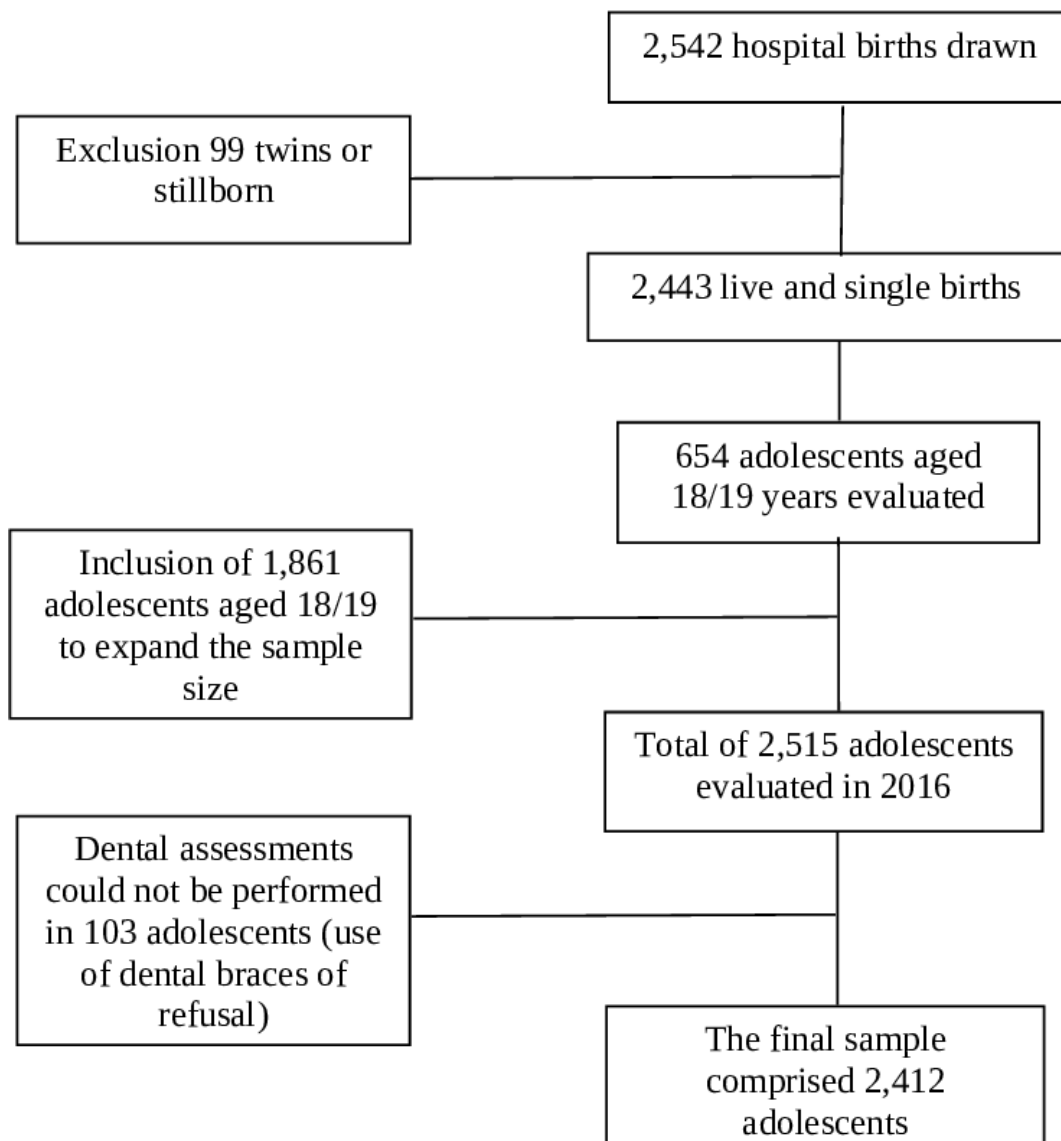 2,542 hospital births drawn
Exclusion 99 twins or
stillborn
2,443 live and single births
654 adolescents aged
18/19 years evaluated
Inclusion of 1,861
adolescents aged 18/19
to expand the sample
size
Total of 2,515 adolescents
evaluated in 2016
Dental assessments
could not be performed
in 103 adolescents (use
of dental braces of
refusal)
The final sample
comprised 2,412
adolescents